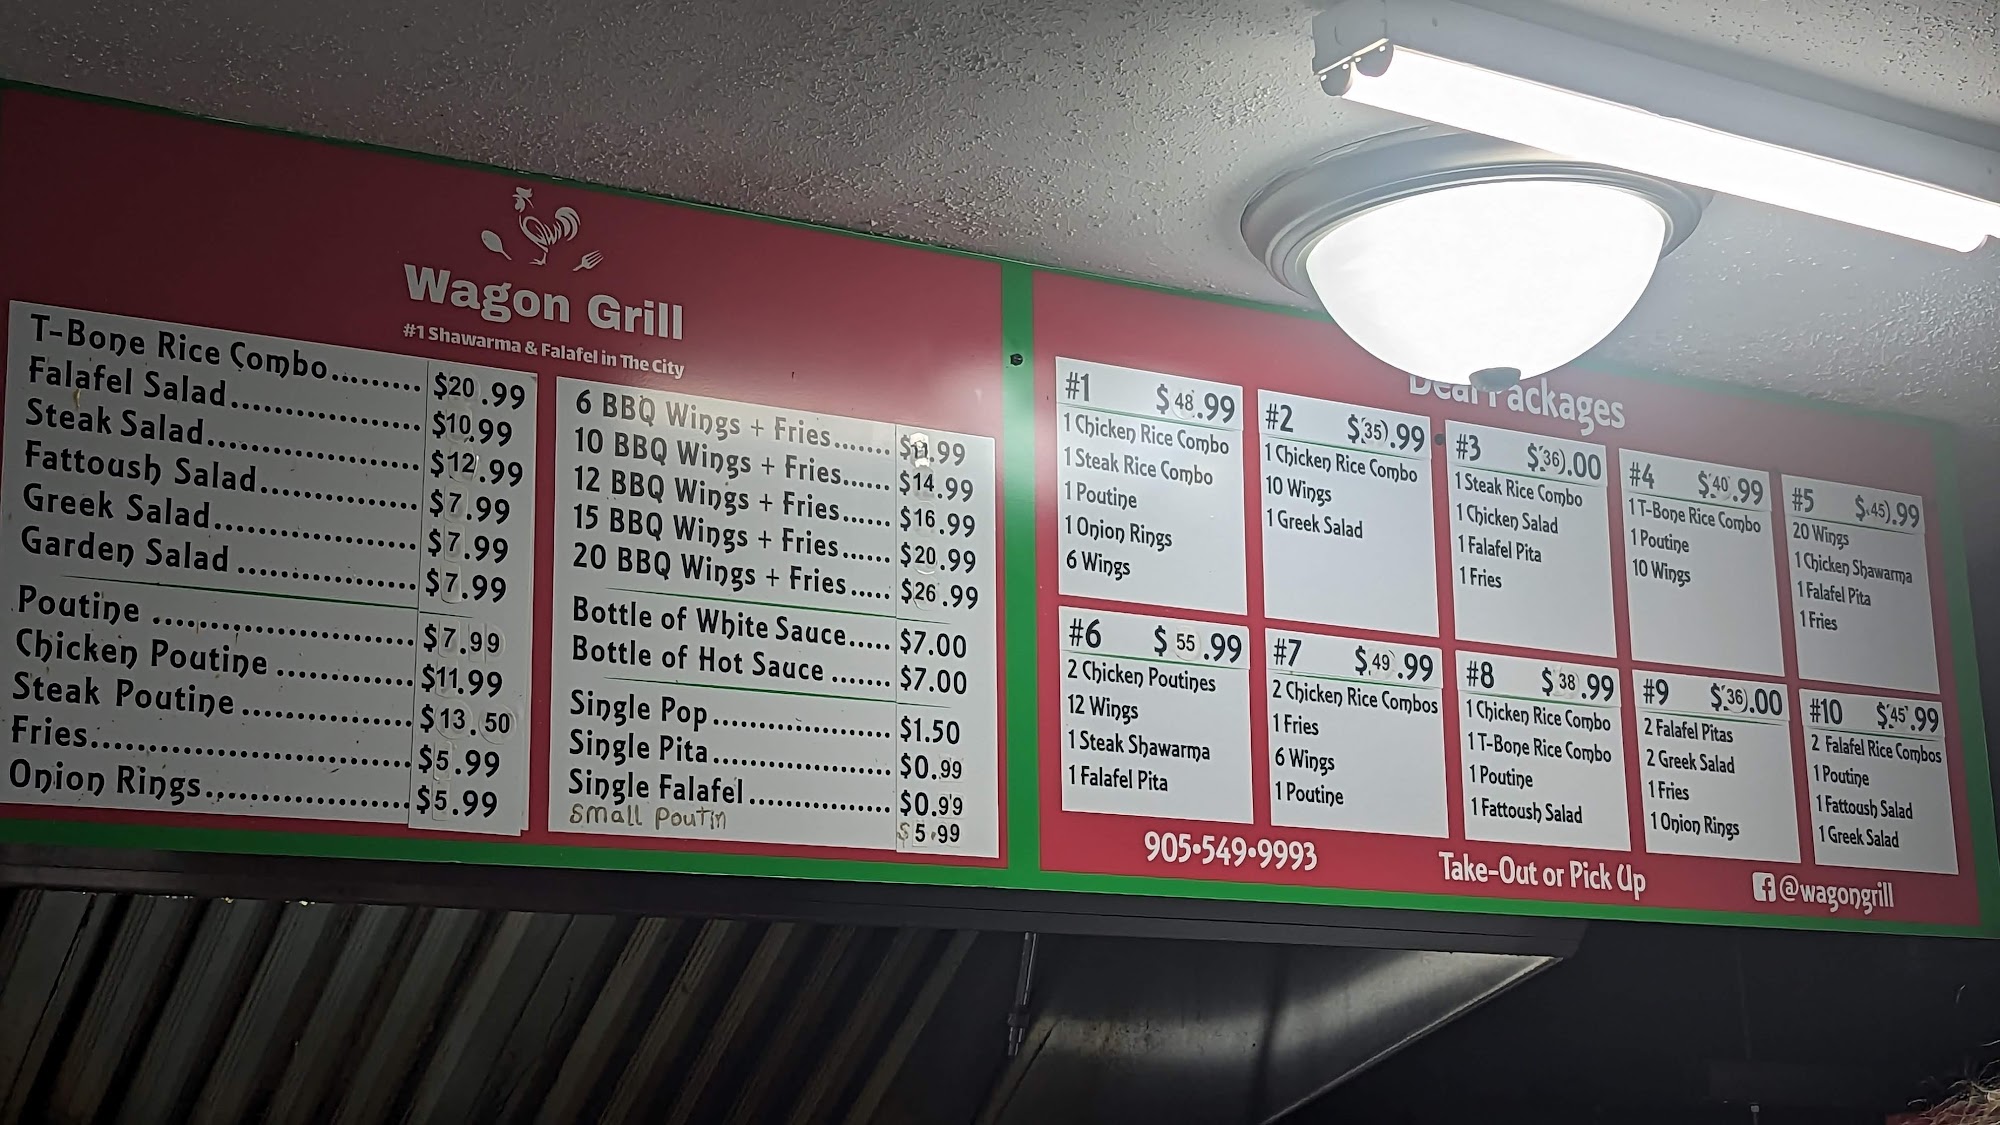 Wagon Grill
#1 Shawarma & Falafel in The City
T-Bone Rice Combo......... $20.99
Falafel Salad.................. $10.99
Steak Salad.................... $12.99
Fattoush Salad............... $7.99
Greek Salad................... $7.99
Garden Salad ................. $7.99
Poutine ......................... $7.99
Chicken Poutine ............. $11.99
Steak Poutine ................ $13.50
Fries.............................. $5.99
Onion Rings.................... $5.99
6 BBQ Wings + Fries....... $11.99
10 BBQ Wings + Fries...... $14.99
12 BBQ Wings + Fries...... $16.99
15 BBQ Wings + Fries...... $20.99
20 BBQ Wings + Fries..... $26.99
Bottle of White Sauce..... $7.00
Bottle of Hot Sauce ....... $7.00
Single Pop...................... $1.50
Single Pita...................... $0.99
Single Falafel.................. $0.99
Small Poutin $5.99
Deal Packages
#1 $48.99
1 Chicken Rice Combo
1 Steak Rice Combo
1 Poutine
1 Onion Rings
6 Wings
#2 $35.99
1 Chicken Rice Combo
10 Wings
1 Greek Salad
#3 $36.00
1 Steak Rice Combo
1 Chicken Salad
1 Falafel Pita
1 Fries
#4 $40.99
1 T-Bone Rice Combo
1 Poutine
10 Wings
#5 $45.99
20 Wings
1 Chicken Shawarma
1 Falafel Pita
1 Fries
#6 $55.99
2 Chicken Poutines
12 Wings
1 Steak Shawarma
1 Falafel Pita
#7 $49.99
2 Chicken Rice Combos
1 Fries
6 Wings
1 Poutine
#8 $38.99
1 Chicken Rice Combo
1 T-Bone Rice Combo
1 Poutine
1 Fattoush Salad
#9 $36.00
2 Falafel Pitas
2 Greek Salad
1 Fries
1 Onion Rings
#10 $45.99
2 Falafel Rice Combos
1 Poutine
1 Fattoush Salad
1 Greek Salad
905•549•9993
Take-Out or Pick Up
@wagongrill